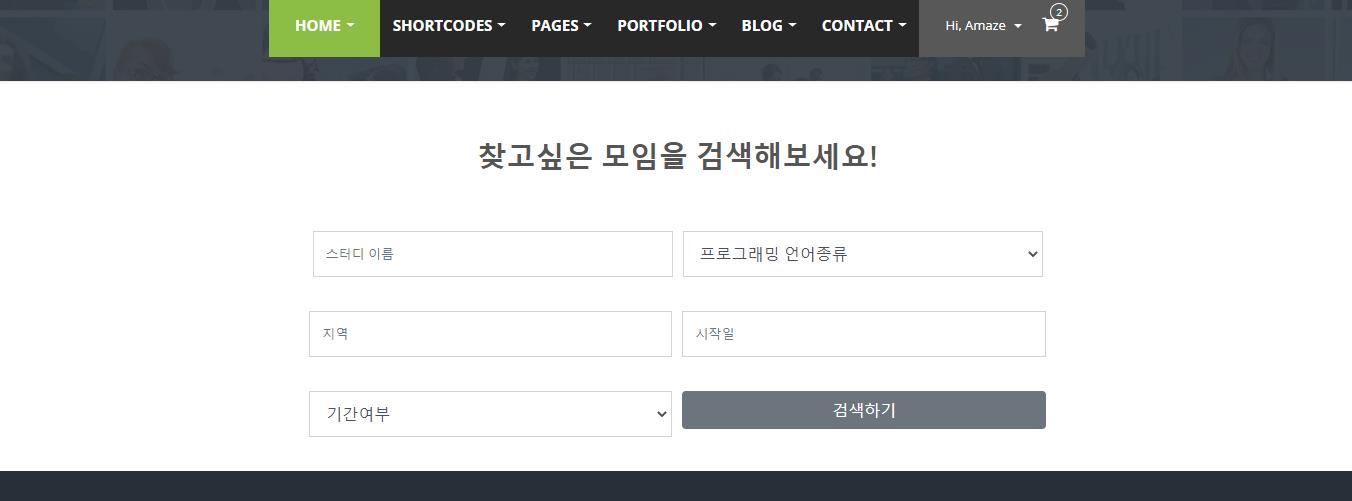 HOME SHORTCODES PAGES PORTFOLIO BLOG CONTACT Hi, Amaze 2
찾고싶은 모임을 검색해보세요!
스터디 이름 프로그래밍 언어종류
지역 시작일
기간여부 검색하기